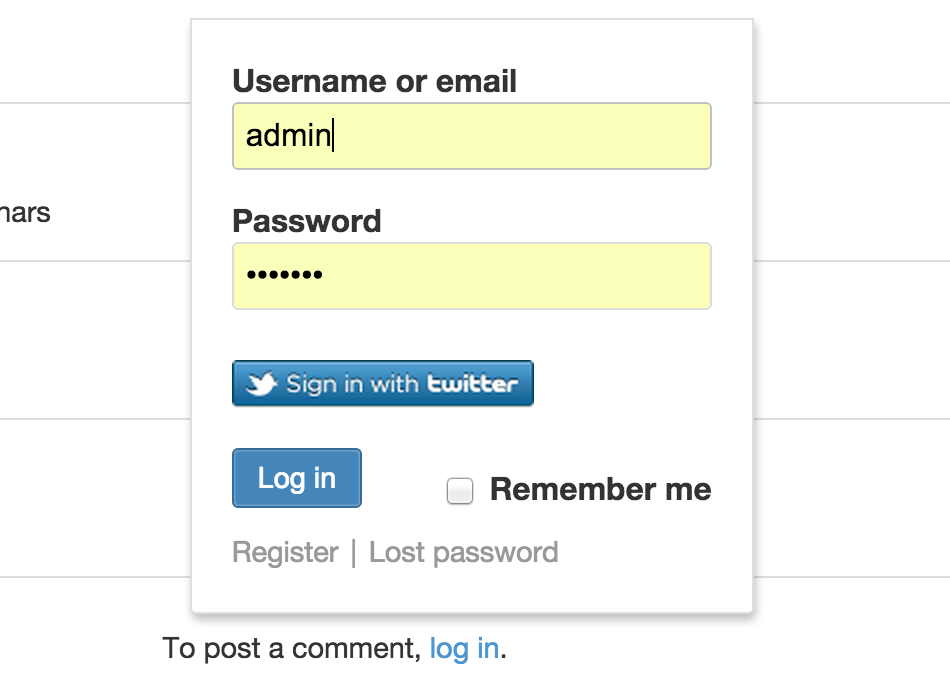 Username or email
admin
nars
Password
•••••••
Sign in with twitter
Log in
Remember me
Register | Lost password
To post a comment, log in.